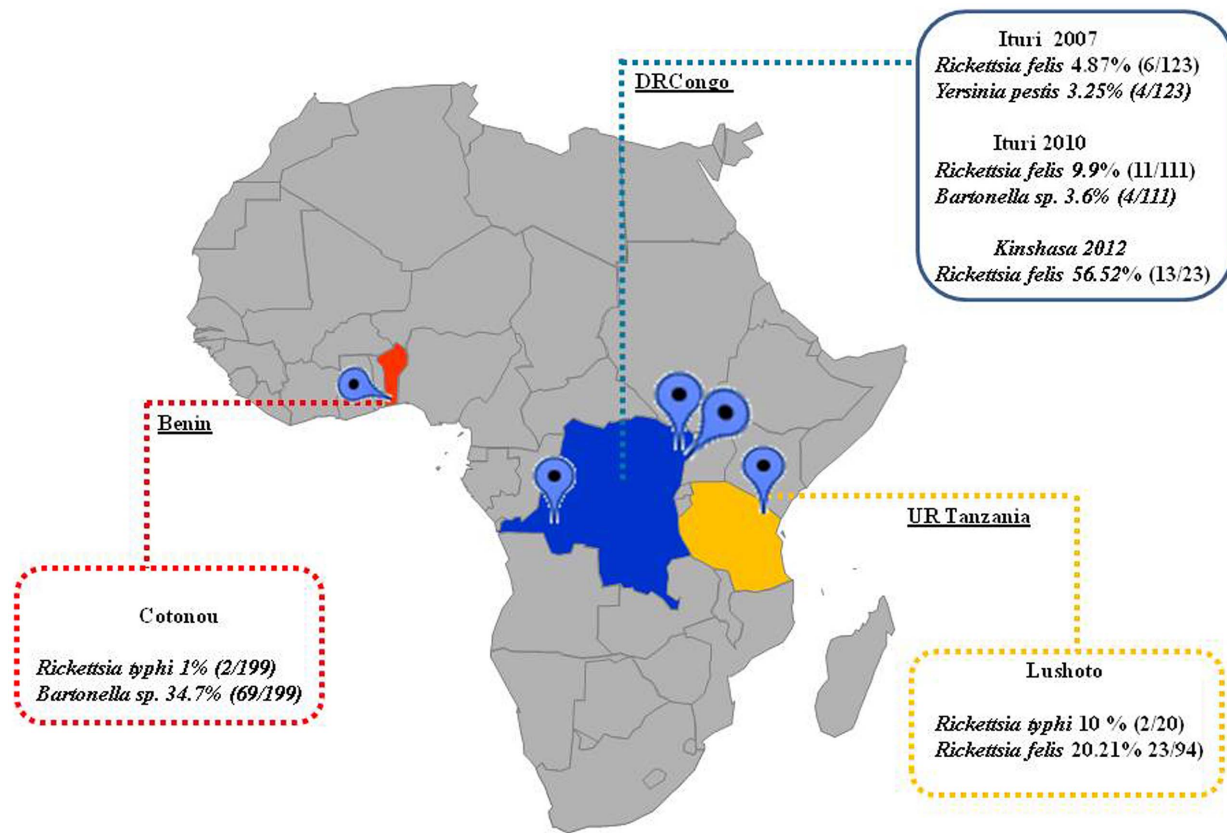 Ituri 2007
Rickettsia felis 4.87% (6/123)
Yersinia pestis 3.25% (4/123)
Ituri 2010
Rickettsia felis 9.9% (11/111)
Bartonella sp. 3.6% (4/111)
Kinshasa 2012
Rickettsia felis 56.52% (13/23)
DRCongo
Benin
UR Tanzania
Cotonou
Rickettsia typhi 1% (2/199)
Bartonella sp. 34.7% (69/199)
Lushoto
Rickettsia typhi 10 % (2/20)
Rickettsia felis 20.21% 23/94)